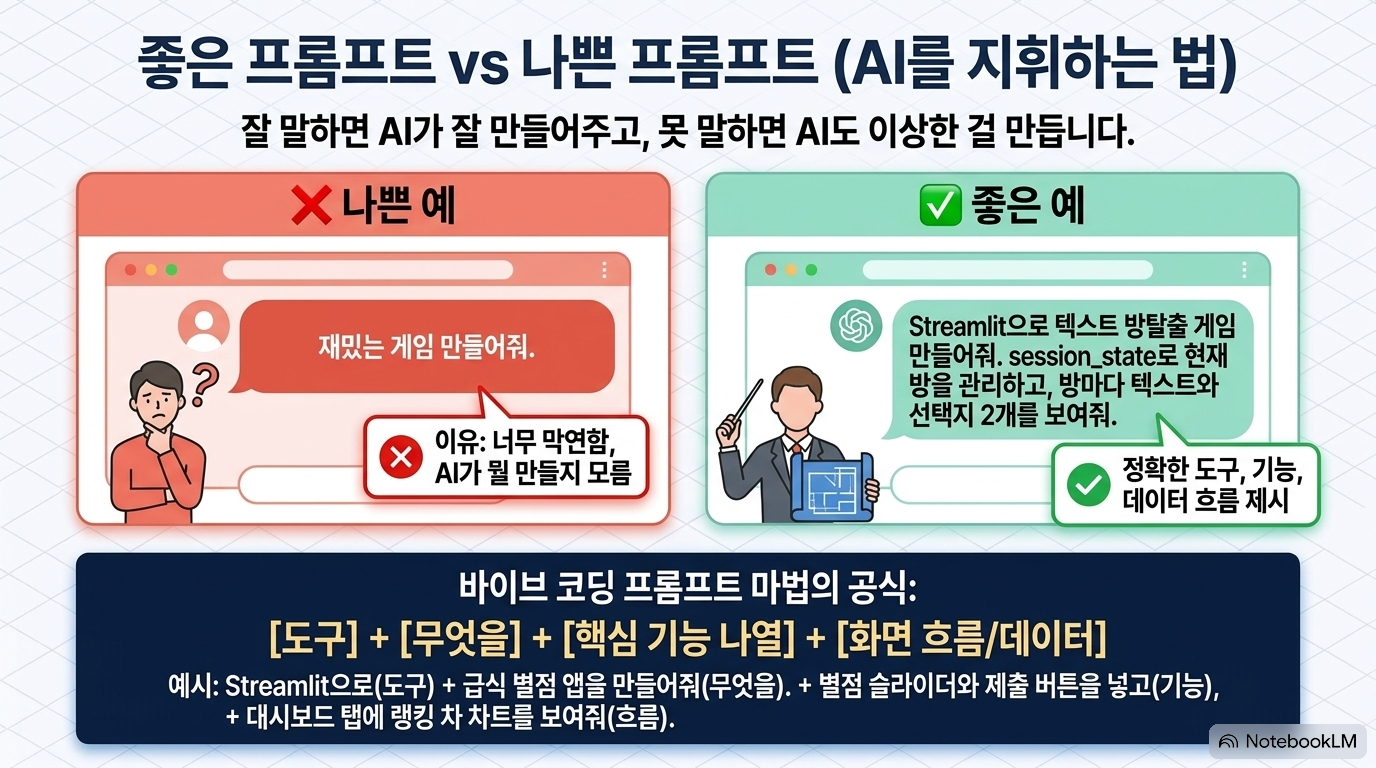 좋은 프롬프트 vs 나쁜 프롬프트 (AI를 지휘하는 법)
잘 말하면 AI가 잘 만들어주고, 못 말하면 AI도 이상한 걸 만듭니다.
❌ 나쁜 예
재밌는 게임 만들어줘.
?
이유: 너무 막연함,
AI가 뭘 만들지 모름
✅ 좋은 예
Streamlit으로 텍스트 방탈출 게임
만들어줘. session_state로 현재
방을 관리하고, 방마다 텍스트와
선택지 2개를 보여줘.
정확한 도구, 기능,
데이터 흐름 제시
바이브 코딩 프롬프트 마법의 공식:
[도구] + [무엇을] + [핵심 기능 나열] + [화면 흐름/데이터]
예시: Streamlit으로(도구) + 급식 별점 앱을 만들어줘(무엇을). + 별점 슬라이더와 제출 버튼을 넣고(기능),
+ 대시보드 탭에 랭킹 차 차트를 보여줘(흐름).
NotebookLM